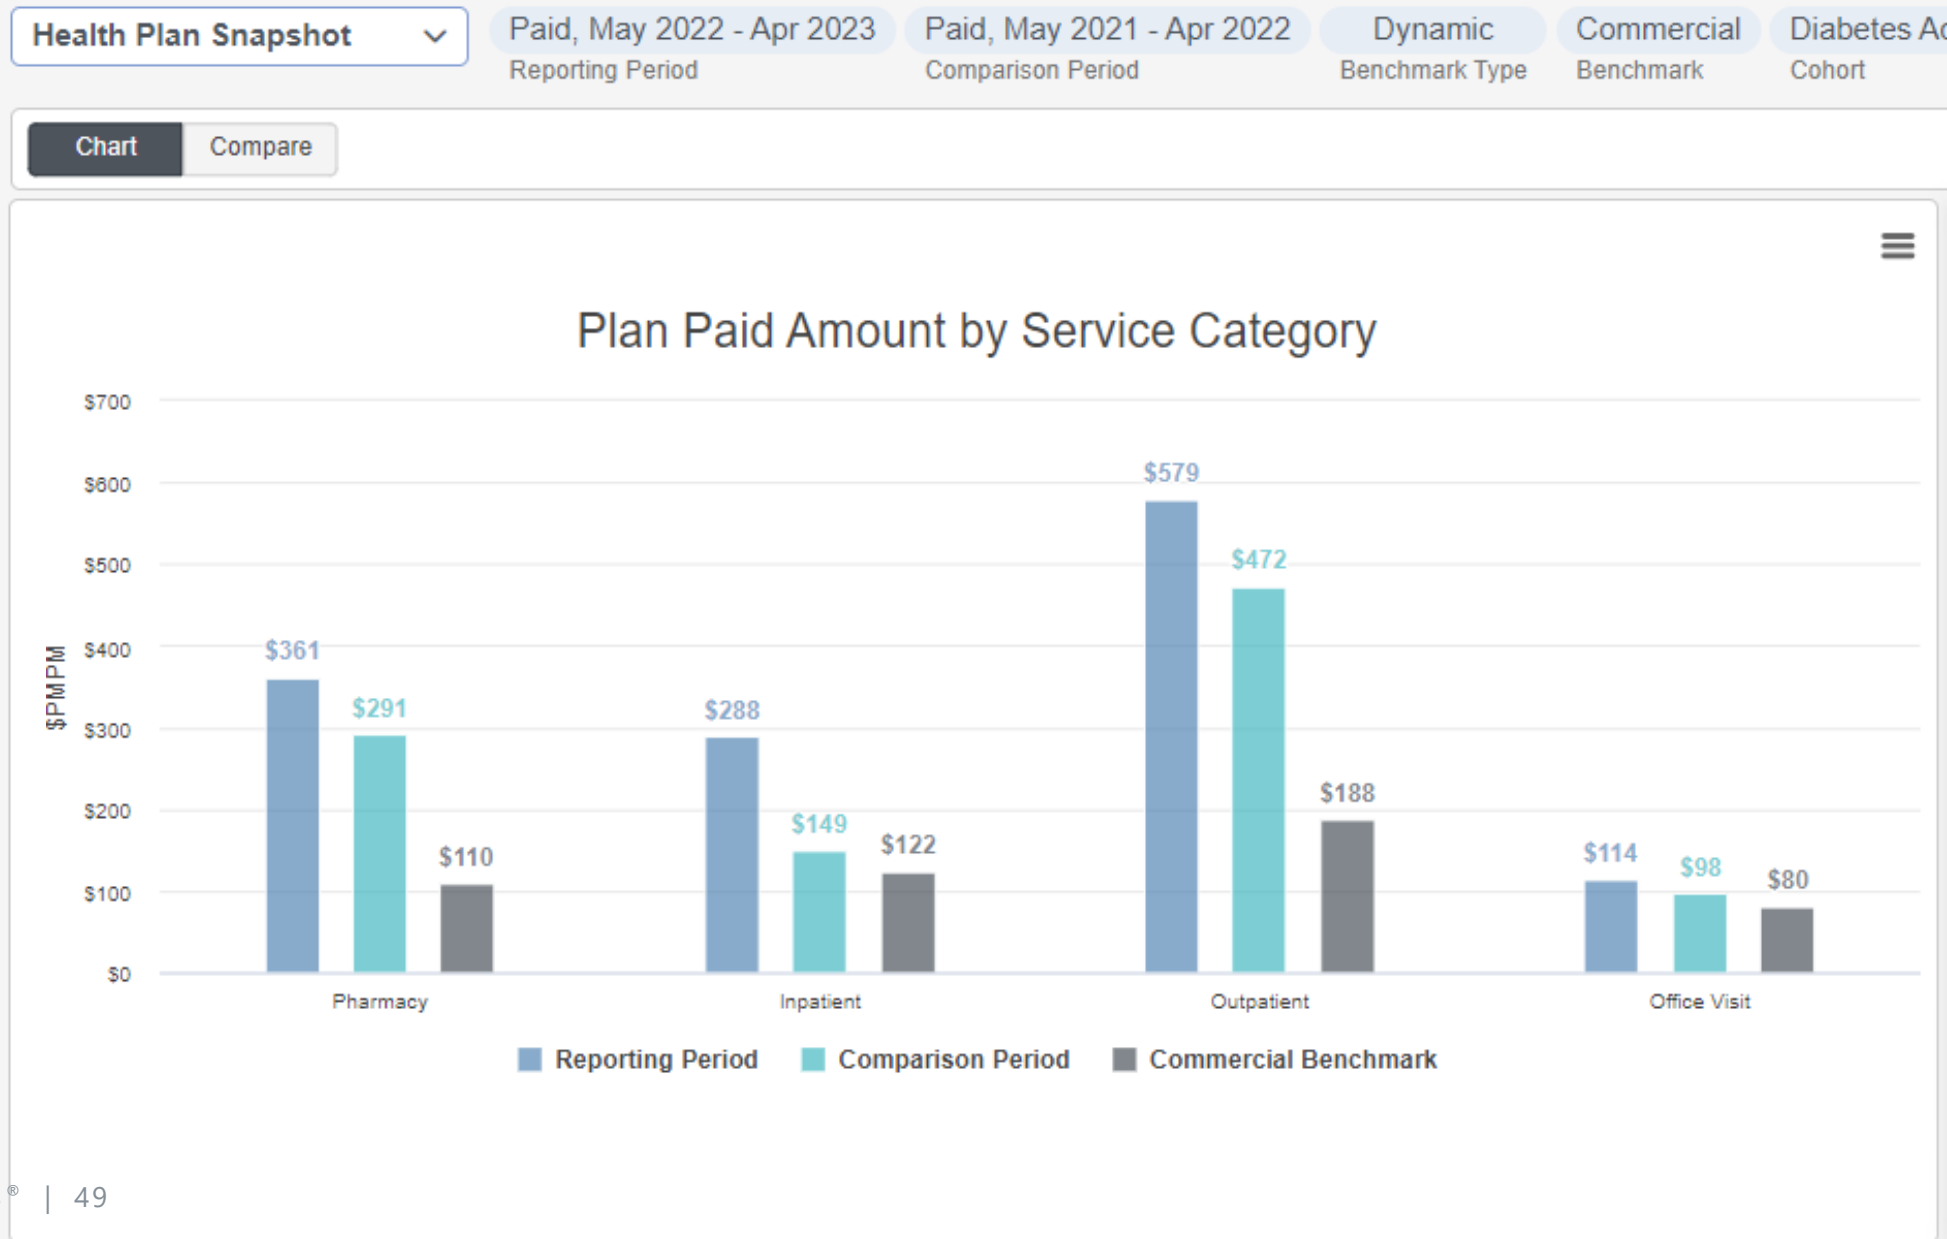 Health Plan Snapshot
Paid, May 2022 - Apr 2023
Reporting Period
Paid, May 2021 - Apr 2022
Comparison Period
Dynamic
Benchmark Type
Commercial
Benchmark
Diabetes
Cohort
Chart
Compare
Plan Paid Amount by Service Category
$PMPM
$700
$600
$500
$400
$300
$200
$100
$0
$361
$291
$110
$288
$149
$122
$579
$472
$188
$114
$98
$80
Pharmacy
Inpatient
Outpatient
Office Visit
Reporting Period
Comparison Period
Commercial Benchmark
® | 49